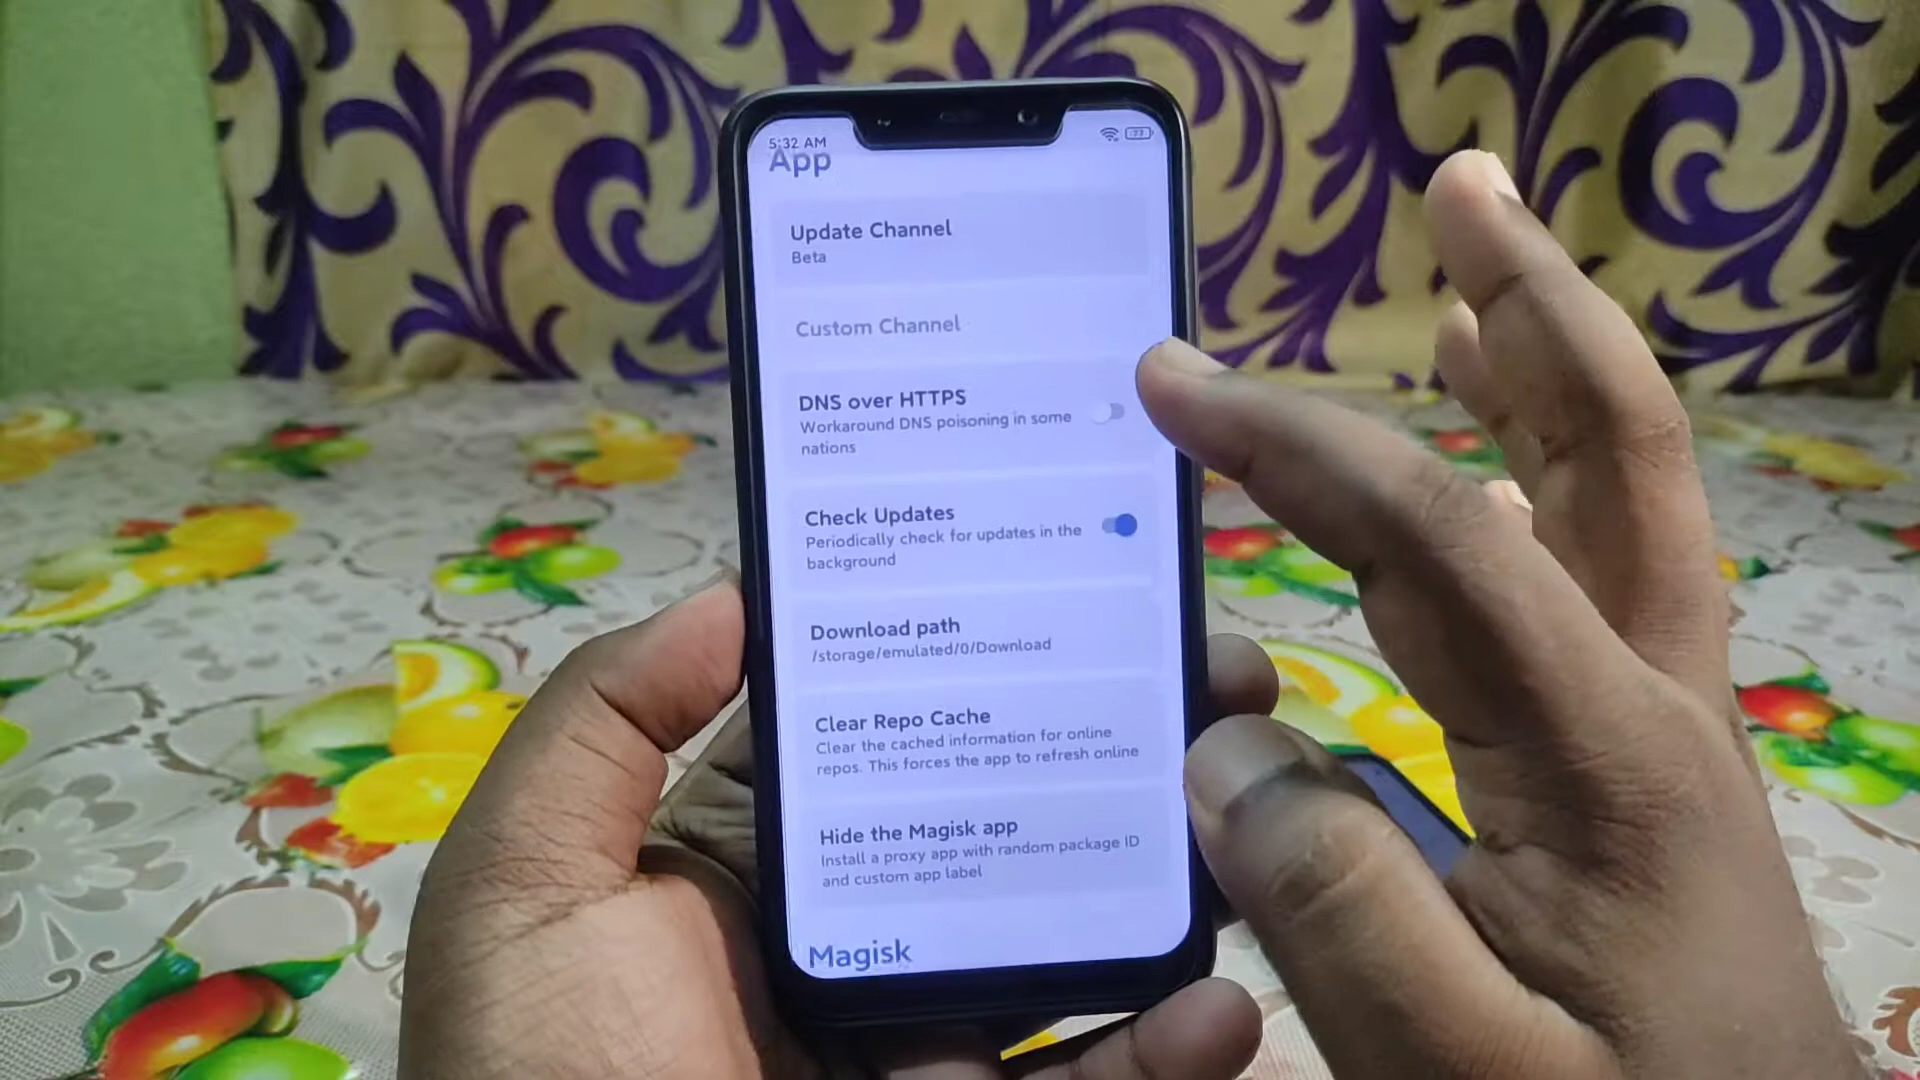 5:32 AM
77
App
Update Channel
Beta
Custom Channel
DNS over HTTPS
Workaround DNS poisoning in some
nations
Check Updates
Periodically check for updates in the
background
Download path
/storage/emulated/0/Download
Clear Repo Cache
Clear the cached information for online
repos. This forces the app to refresh online
Hide the Magisk app
Install a proxy app with random package ID
and custom app label
Magisk